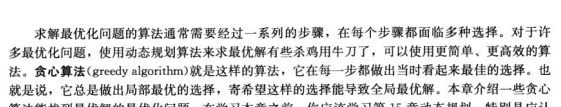 求解最优化问题的算法通常需要经过一系列的步骤，在每个步骤都面临多种选择。对于许
多最优化问题，使用动态规划算法来求最优解有些杀鸡用牛刀了，可以使用更简单、更高效的算
法。贪心算法(greedy algorithm)就是这样的算法，它在每一步都做出当时看起来最佳的选择。也
就是说，它总是做出局部最优的选择，寄希望这样的选择能导致全局最优解。本章介绍一些贪心
算法能找到最优解的最优化问题。在学习本章之前，你应该学习第15章动态规划，特别是应认